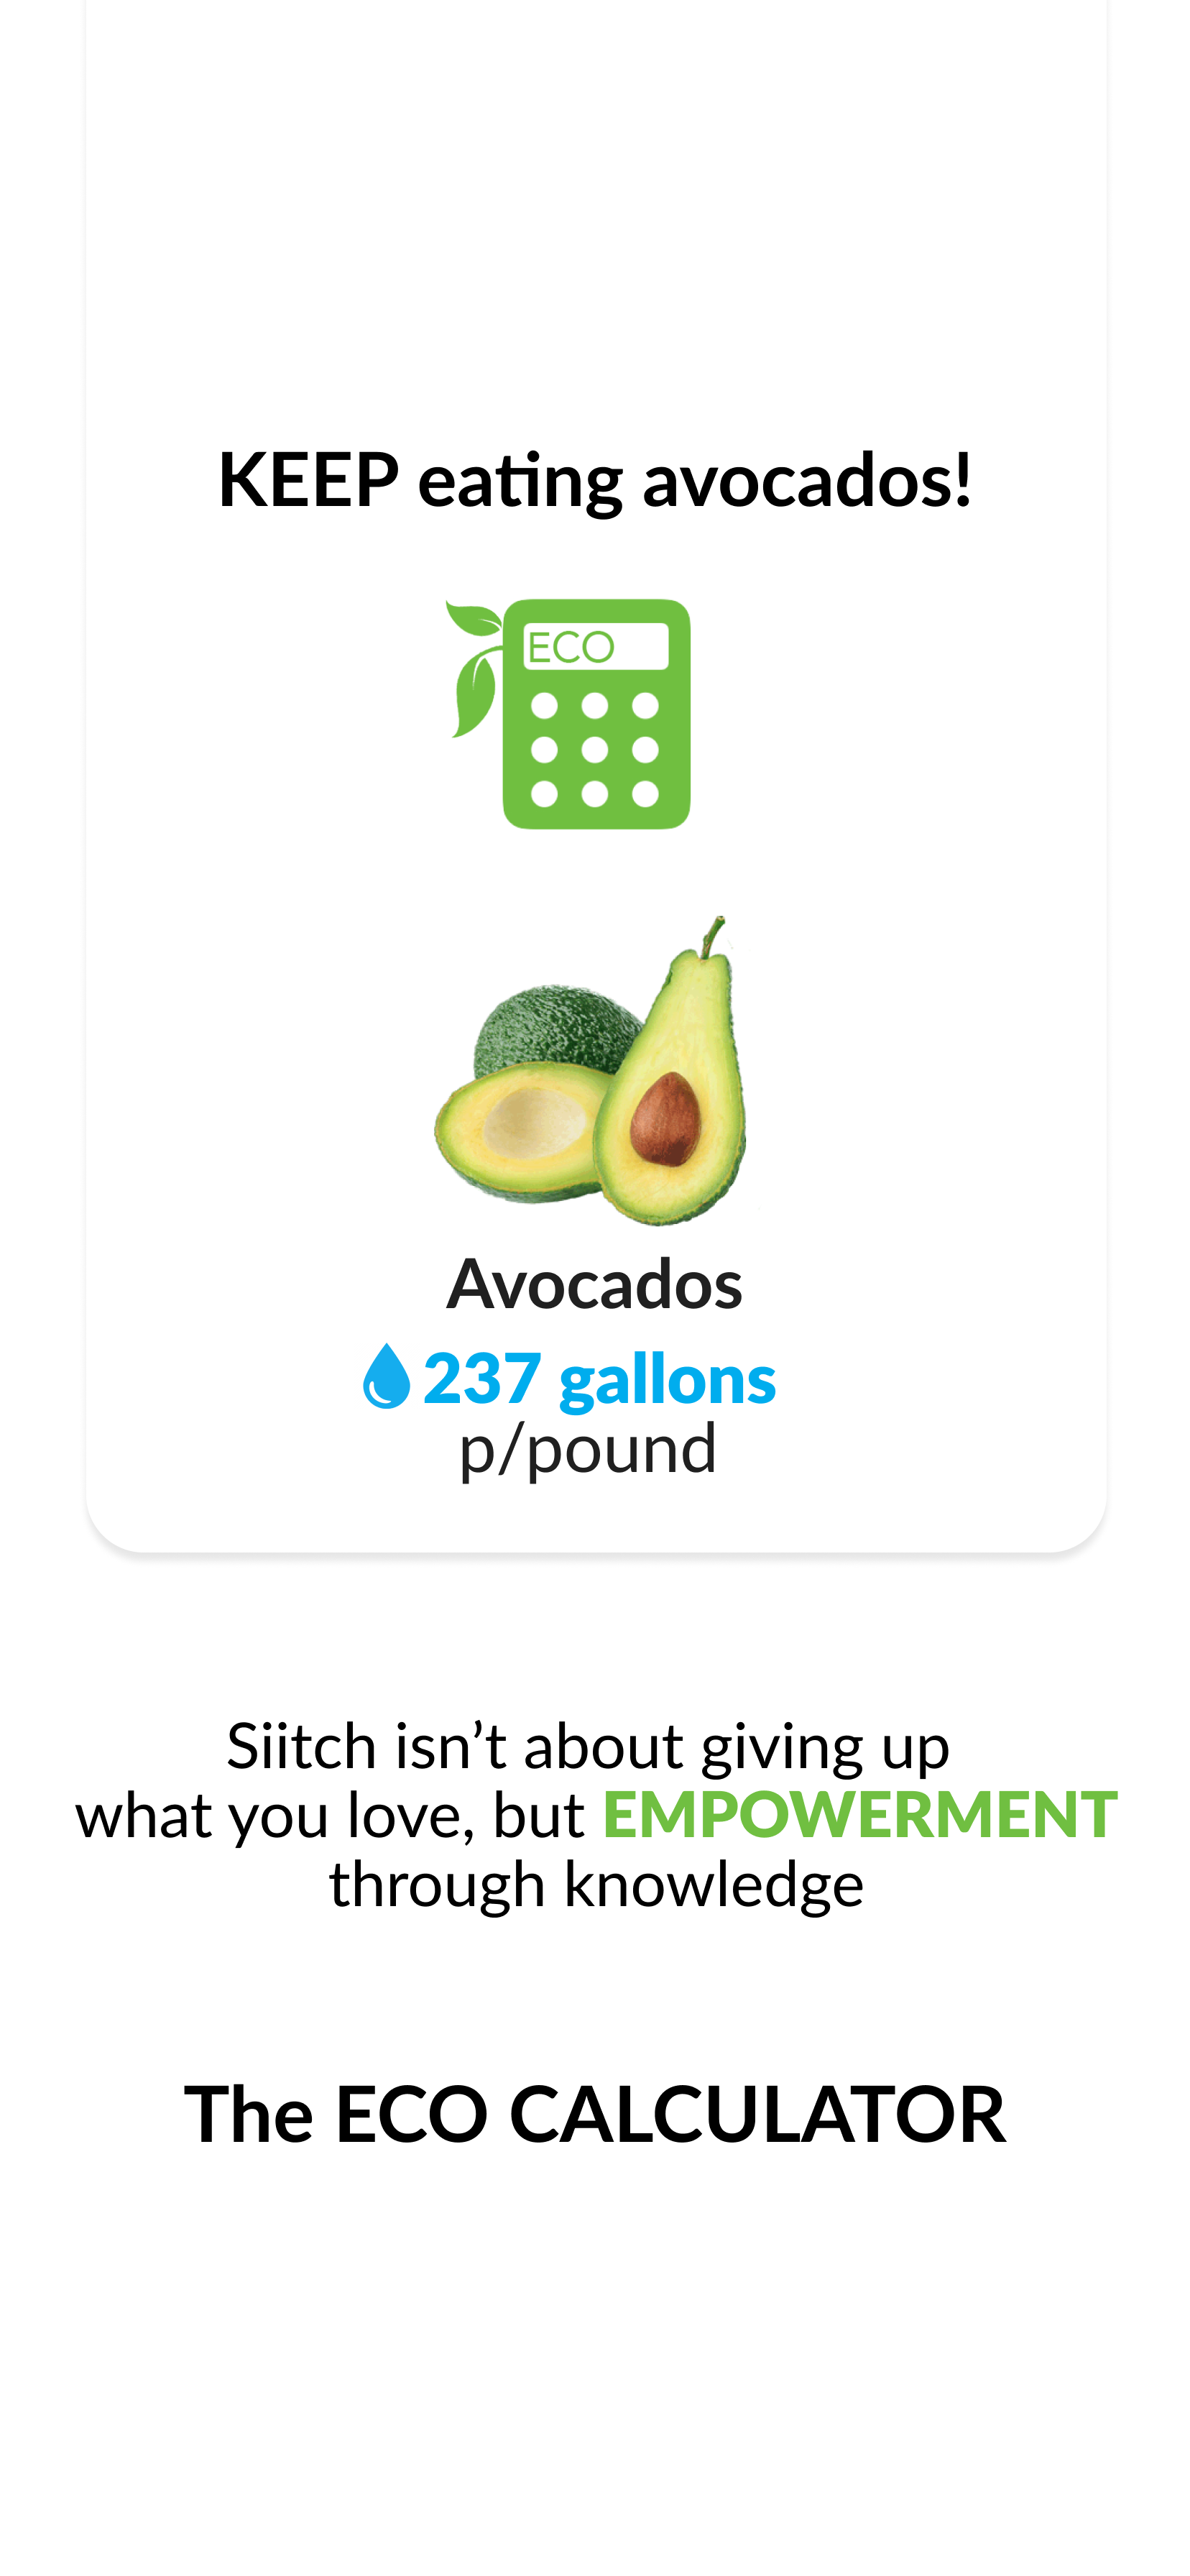 KEEP eating avocados!
ECO
Avocados
237 gallons
p/pound
Siitch isn’t about giving up
what you love, but EMPOWERMENT
through knowledge
The ECO CALCULATOR